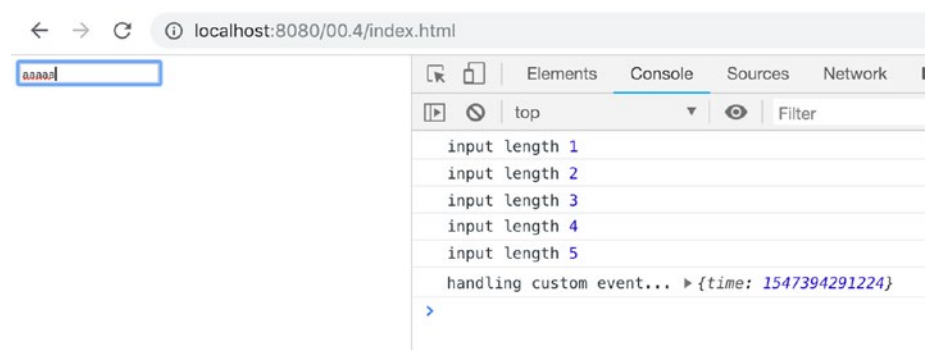 localhost:8080/00.4/index.html
aaaaa
Elements Console Sources Network
top Filter
input length 1
input length 2
input length 3
input length 4
input length 5
handling custom event... ▶{time: 1547394291224}
>